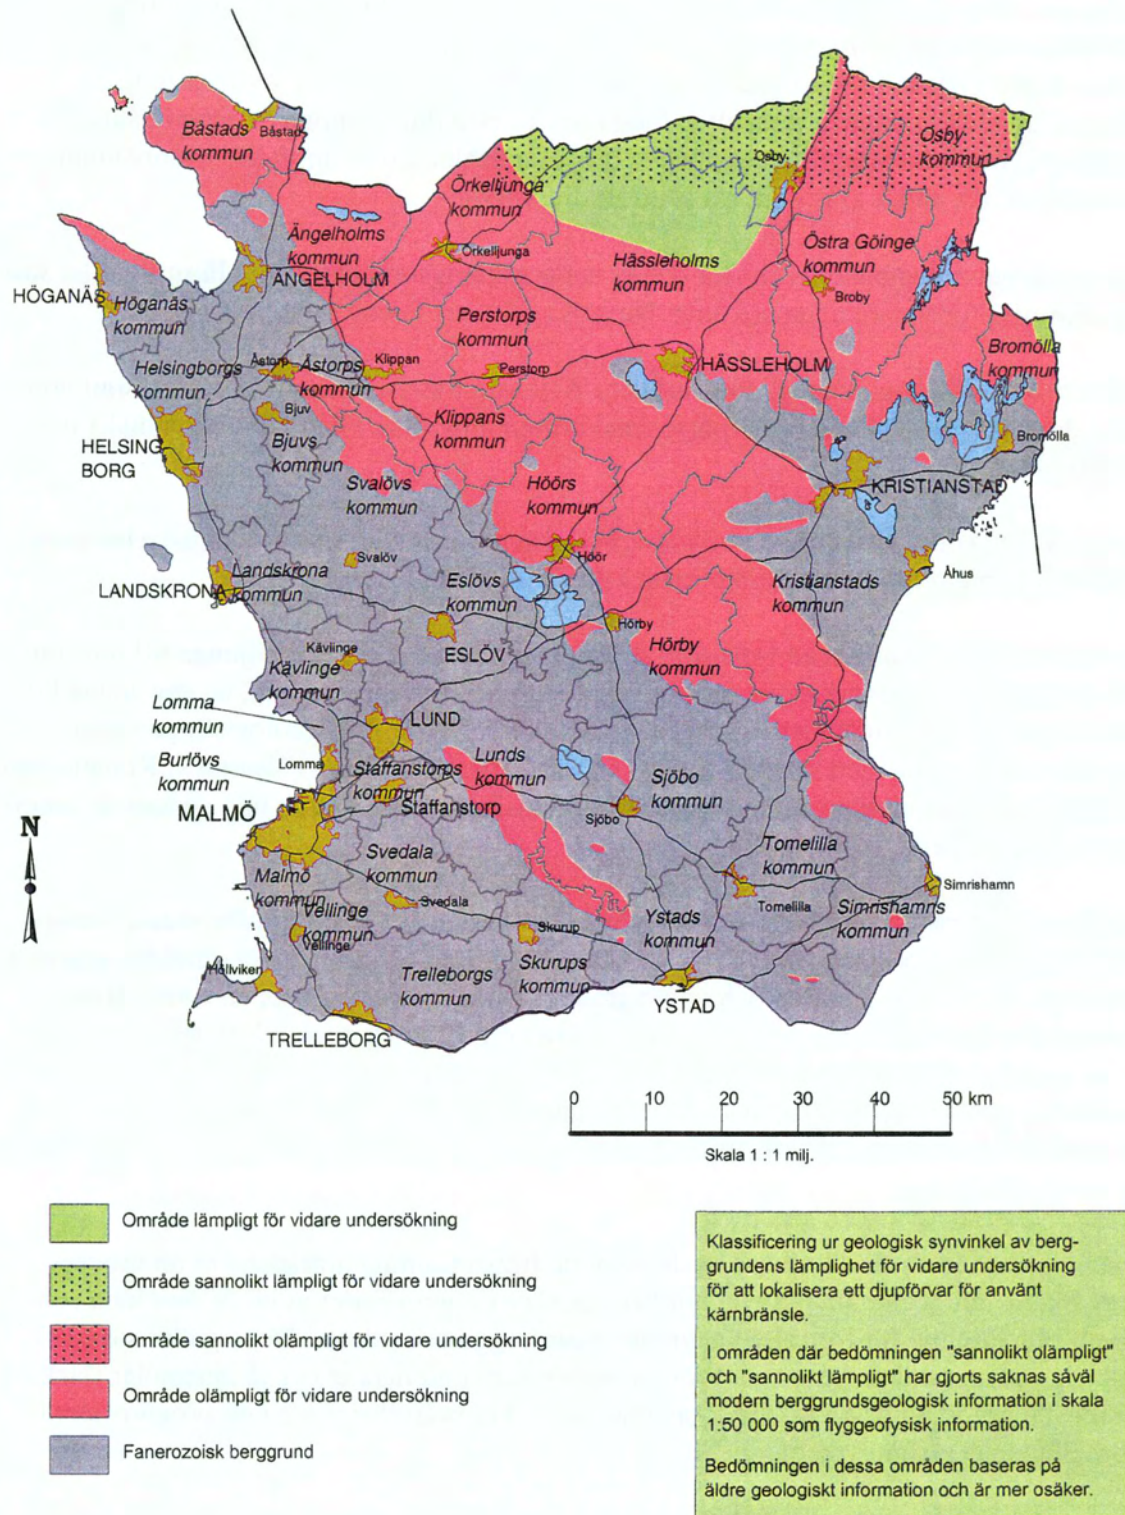 Båstads
kommun
Båstad
Osby
Osby
kommun
Örkelljunga
kommun
Örkelljunga
Ängelholms
kommun
ÄNGELHOLM
Hässleholms
kommun
Östra Göinge
kommun
Broby
HÖGANÄS
Höganäs
kommun
Perstorps
kommun
Perstorp
Bromölla
kommun
Bromölla
Helsingborgs
kommun
Åstorp
Åstorps
kommun
Klippan
HÄSSLEHOLM
Bjuv
Bjuvs
kommun
Klippans
kommun
HELSING
BORG
Svalövs
kommun
Höörs
kommun
KRISTIANSTAD
Svalöv
Höör
LANDSKRONA
Landskrona
kommun
Eslövs
kommun
Kristianstads
kommun
Åhus
Hörby
ESLÖV
Hörby
kommun
Kävlinge
Kävlinge
kommun
Lomma
kommun
LUND
Burlövs
kommun
Lomma
Staffanstorps
kommun
Staffanstorp
Lunds
kommun
Sjöbo
kommun
Sjöbo
MALMÖ
N
Svedala
kommun
Svedala
Tomelilla
kommun
Tomelilla
Simrishamn
Malmö
kommun
Vellinge
kommun
Vellinge
Simrishamns
kommun
Skurup
Ystads
kommun
Höllviken
Trelleborgs
kommun
Skurups
kommun
YSTAD
TRELLEBORG
0 10 20 30 40 50 km
Skala 1 : 1 milj.
Område lämpligt för vidare undersökning
Område sannolikt lämpligt för vidare undersökning
Område sannolikt olämpligt för vidare undersökning
Område olämpligt för vidare undersökning
Fanerozoisk berggrund
Klassificering ur geologisk synvinkel av berg-
grundens lämplighet för vidare undersökning
för att lokalisera ett djupförvar för använt
kärnbränsle.
I områden där bedömningen "sannolikt olämpligt"
och "sannolikt lämpligt" har gjorts saknas såväl
modern berggrundsgeologisk information i skala
1:50 000 som flyggeofysisk information.
Bedömningen i dessa områden baseras på
äldre geologiskt information och är mer osäker.